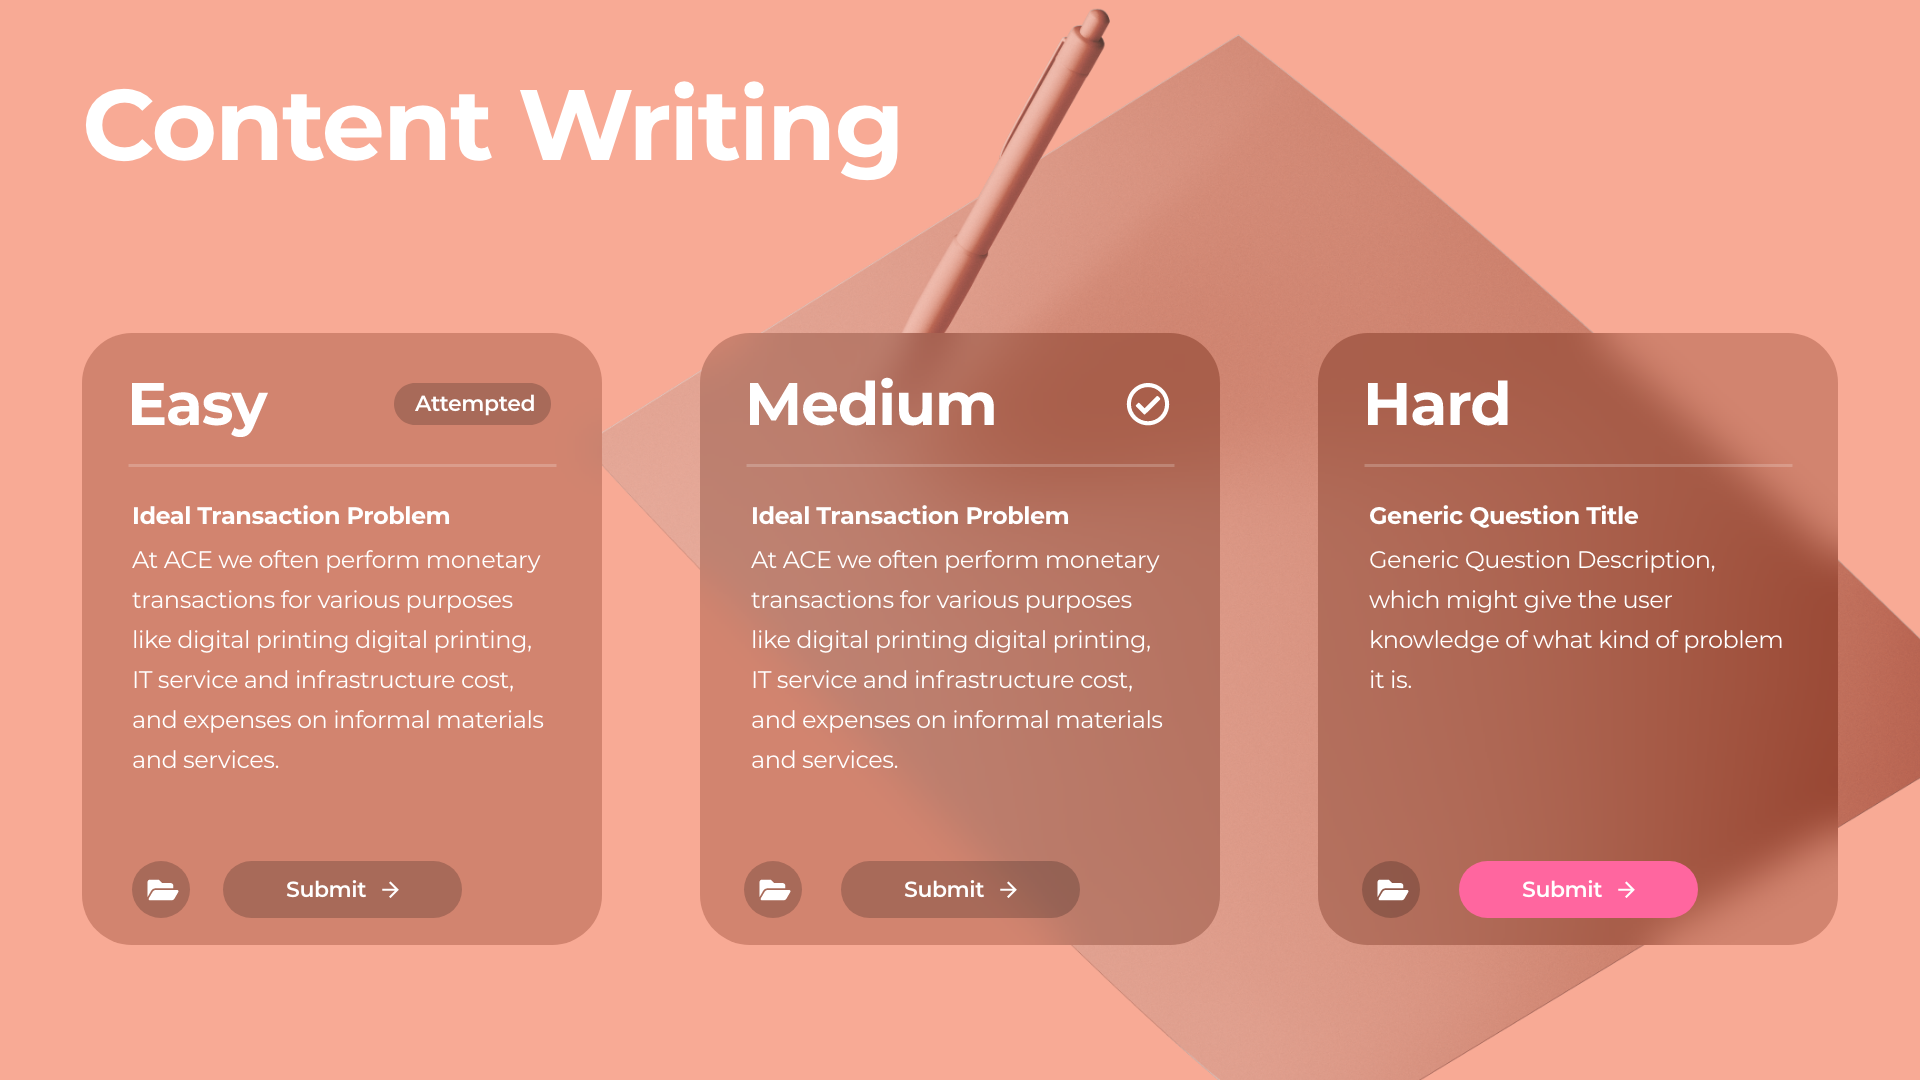 Content Writing
Easy
Attempted
Ideal Transaction Problem
At ACE we often perform monetary
transactions for various purposes
like digital printing digital printing,
IT service and infrastructure cost,
and expenses on informal materials
and services.
Submit
Medium
Ideal Transaction Problem
At ACE we often perform monetary
transactions for various purposes
like digital printing digital printing,
IT service and infrastructure cost,
and expenses on informal materials
and services.
Submit
Hard
Generic Question Title
Generic Question Description,
which might give the user
knowledge of what kind of problem
it is.
Submit